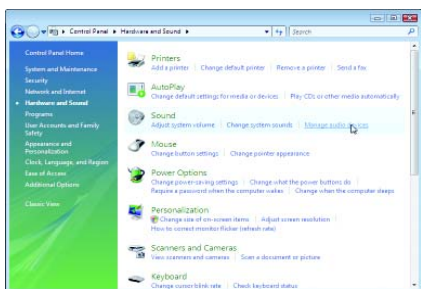 Control Panel ▸ Hardware and Sound ▸
Search
Control Panel Home
System and Maintenance
Security
Network and Internet
Hardware and Sound
Programs
User Accounts and Family
Safety
Appearance and
Personalization
Clock, Language, and Region
Ease of Access
Additional Options
Classic View
Printers
Add a printer | Change default printer | Remove a printer | Send a fax
AutoPlay
Change default settings for media or devices | Play CDs or other media automatically
Sound
Adjust system volume | Change system sounds | Manage audio devices
Mouse
Change button settings | Change pointer appearance
Power Options
Change power-saving settings | Change what the power buttons do
Require a password when the computer wakes | Change when the computer sleeps
Personalization
Change size of on-screen items | Adjust screen resolution
How to correct monitor flicker (refresh rate)
Scanners and Cameras
View scanners and cameras | Scan a document or picture
Keyboard
Change cursor blink rate | Check keyboard status